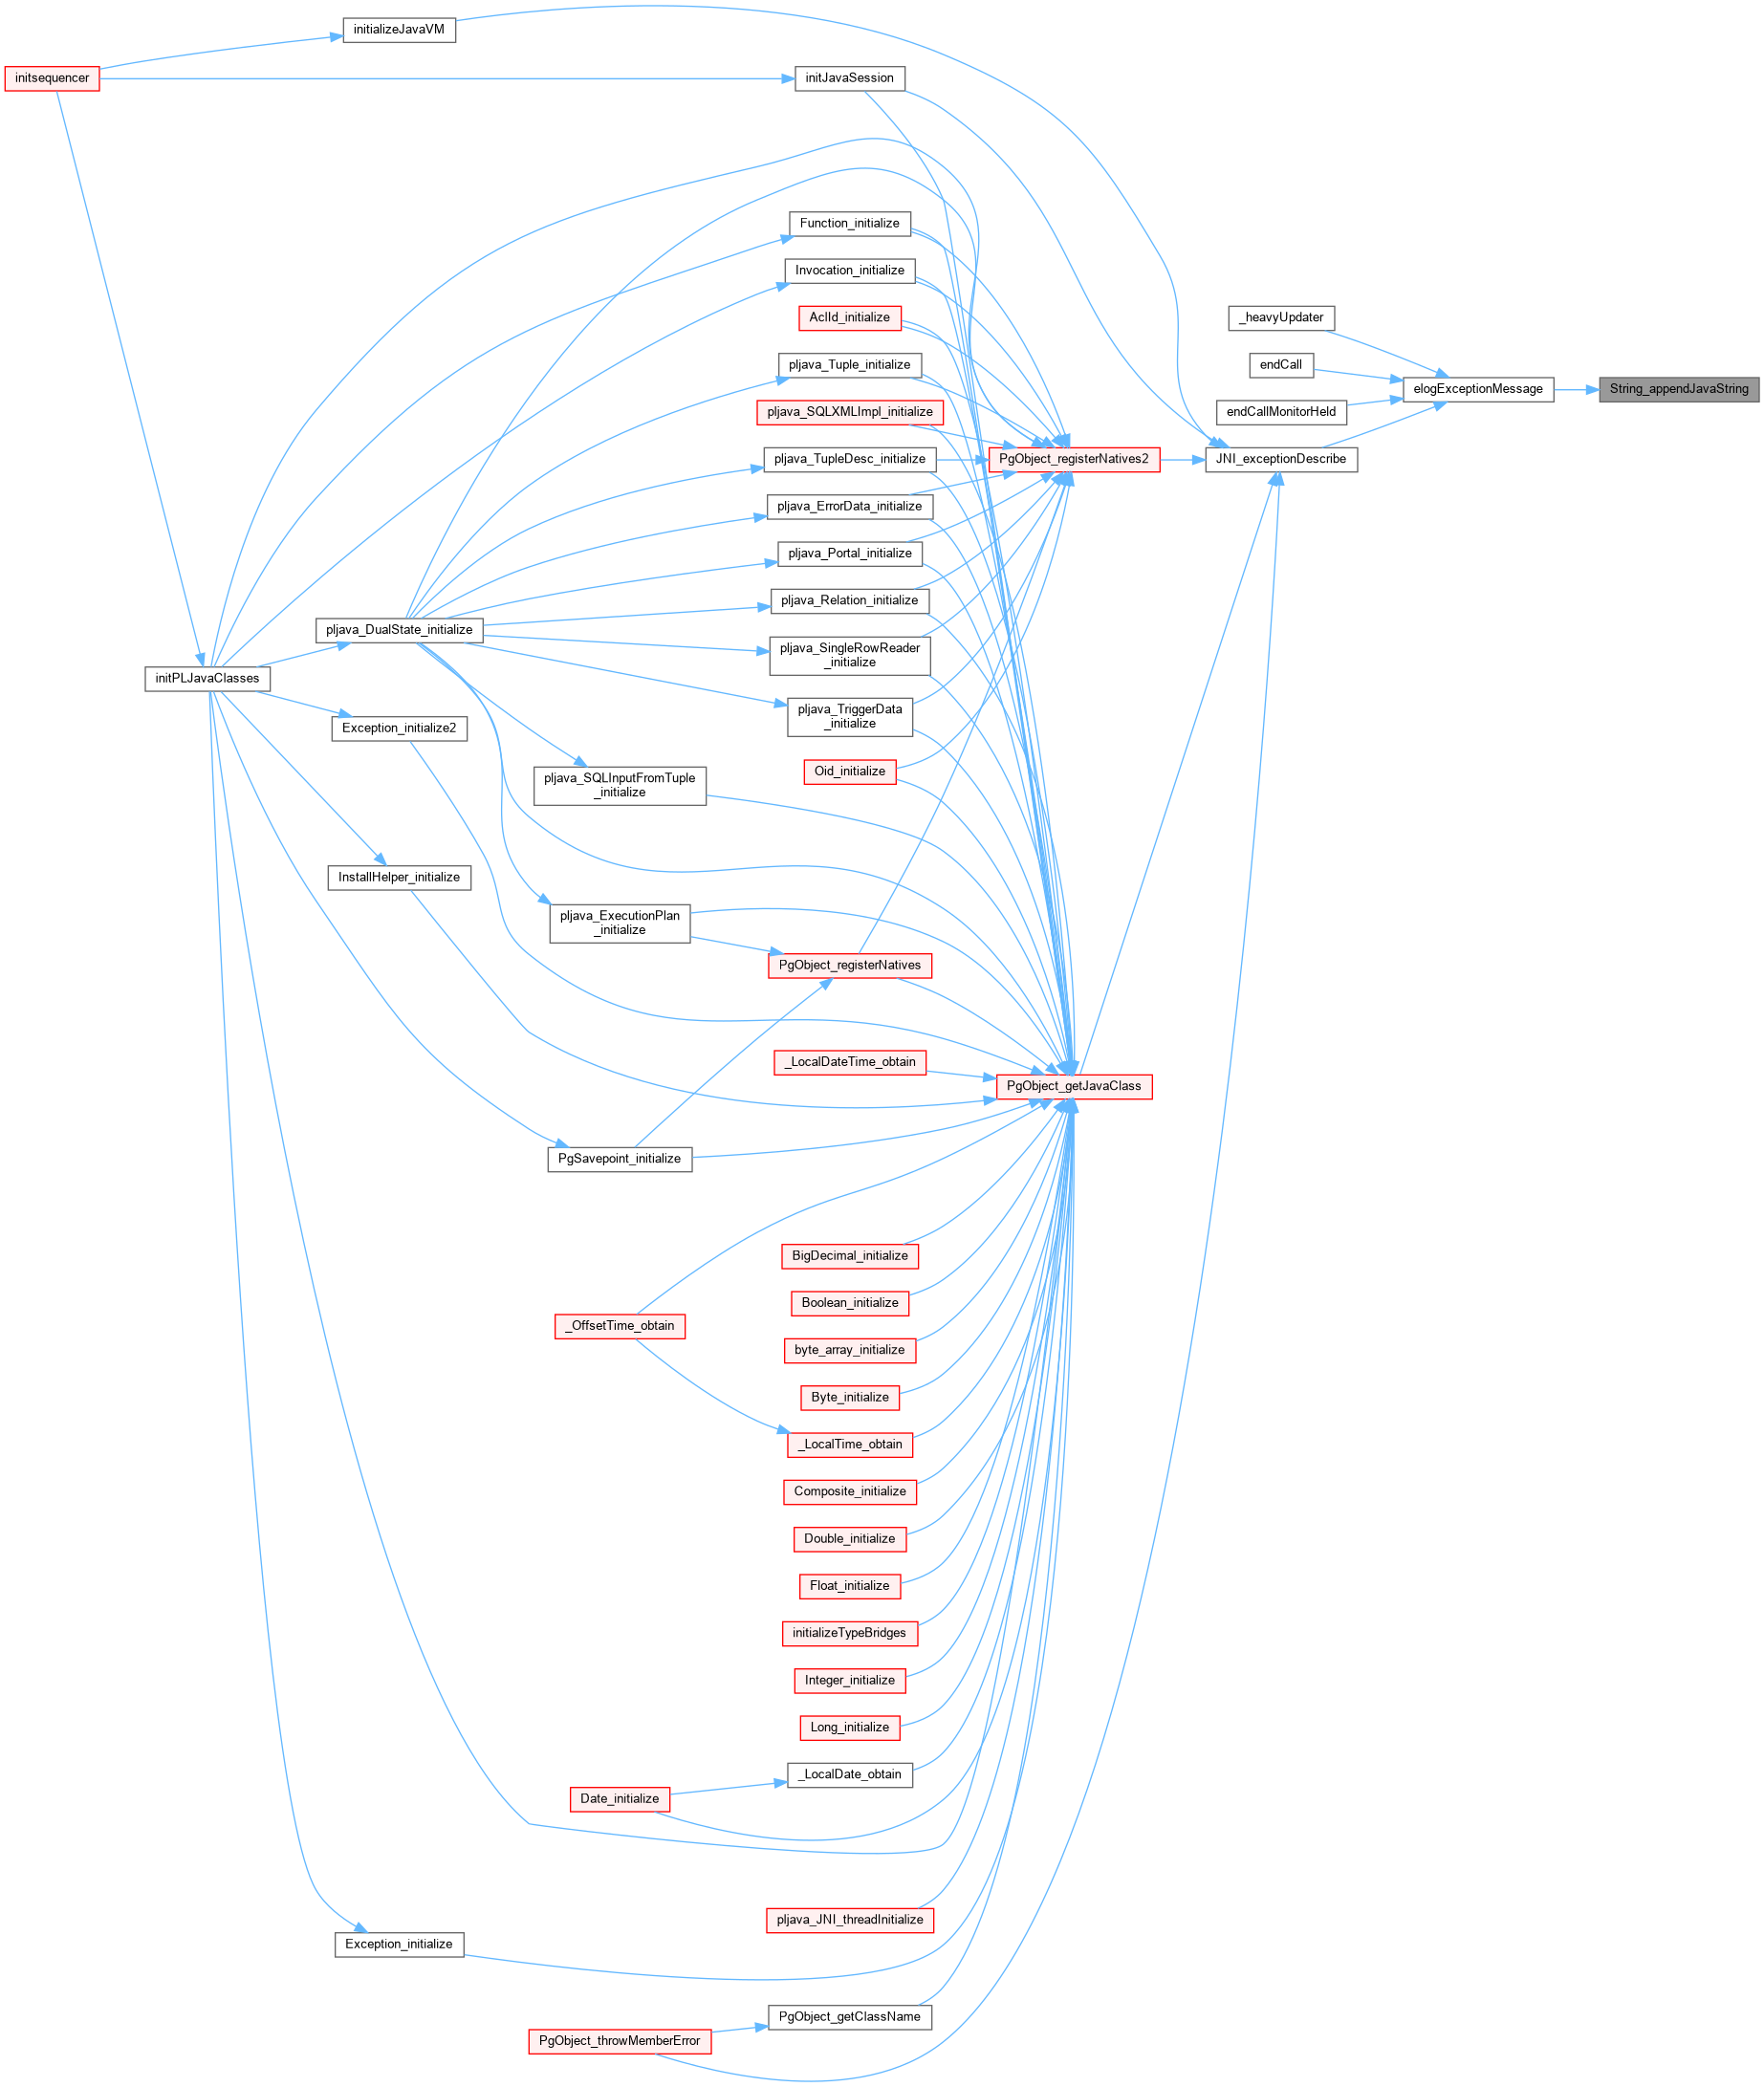 initializeJavaVM
initsequencer
initJavaSession
Function_initialize
Invocation_initialize
AclId_initialize
_heavyUpdater
pljava_Tuple_initialize
endCall
elogExceptionMessage
String_appendJavaString
pljava_SQLXMLImpl_initialize
endCallMonitorHeld
pljava_TupleDesc_initialize
PgObject_registerNatives2
JNI_exceptionDescribe
pljava_ErrorData_initialize
pljava_Portal_initialize
pljava_Relation_initialize
pljava_DualState_initialize
pljava_SingleRowReader
_initialize
initPLJavaClasses
pljava_TriggerData
_initialize
Exception_initialize2
Oid_initialize
pljava_SQLInputFromTuple
_initialize
InstallHelper_initialize
pljava_ExecutionPlan
_initialize
PgObject_registerNatives
_LocalDateTime_obtain
PgObject_getJavaClass
PgSavepoint_initialize
BigDecimal_initialize
Boolean_initialize
_OffsetTime_obtain
byte_array_initialize
Byte_initialize
_LocalTime_obtain
Composite_initialize
Double_initialize
Float_initialize
initializeTypeBridges
Integer_initialize
Long_initialize
_LocalDate_obtain
Date_initialize
pljava_JNI_threadInitialize
Exception_initialize
PgObject_getClassName
PgObject_throwMemberError